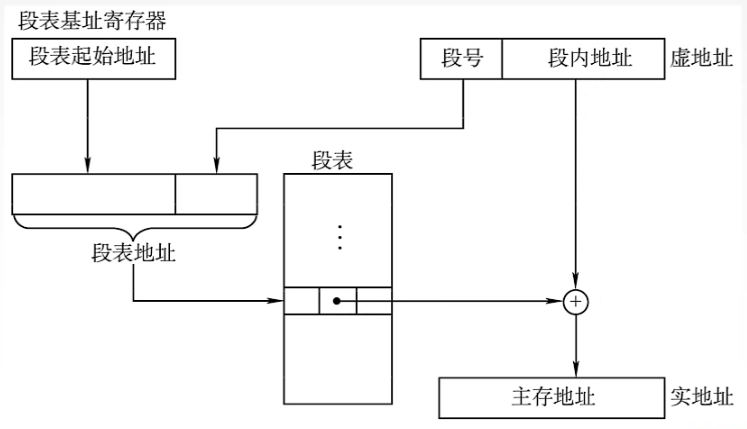 段表基址寄存器
段表起始地址
段号
段内地址
虚地址
段表
段表地址
主存地址
实地址